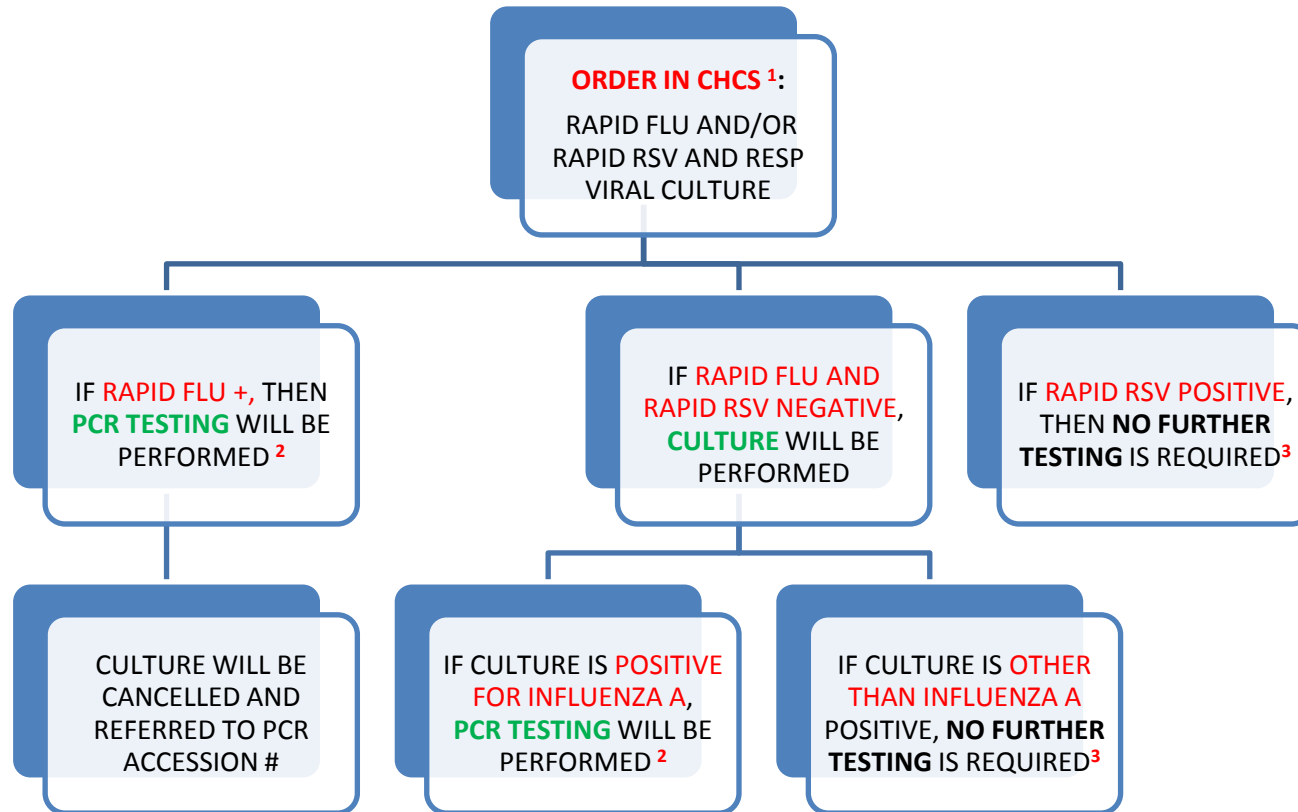 ORDER IN CHCS 1:
RAPID FLU AND/OR
RAPID RSV AND RESP
VIRAL CULTURE
IF RAPID FLU +, THEN
PCR TESTING WILL BE
PERFORMED 2
IF RAPID FLU AND
RAPID RSV NEGATIVE,
CULTURE WILL BE
PERFORMED
IF RAPID RSV POSITIVE,
THEN NO FURTHER
TESTING IS REQUIRED3
CULTURE WILL BE
CANCELLED AND
REFERRED TO PCR
ACCESSION #
IF CULTURE IS POSITIVE
FOR INFLUENZA A,
PCR TESTING WILL BE
PERFORMED 2
IF CULTURE IS OTHER
THAN INFLUENZA A
POSITIVE, NO FURTHER
TESTING IS REQUIRED3